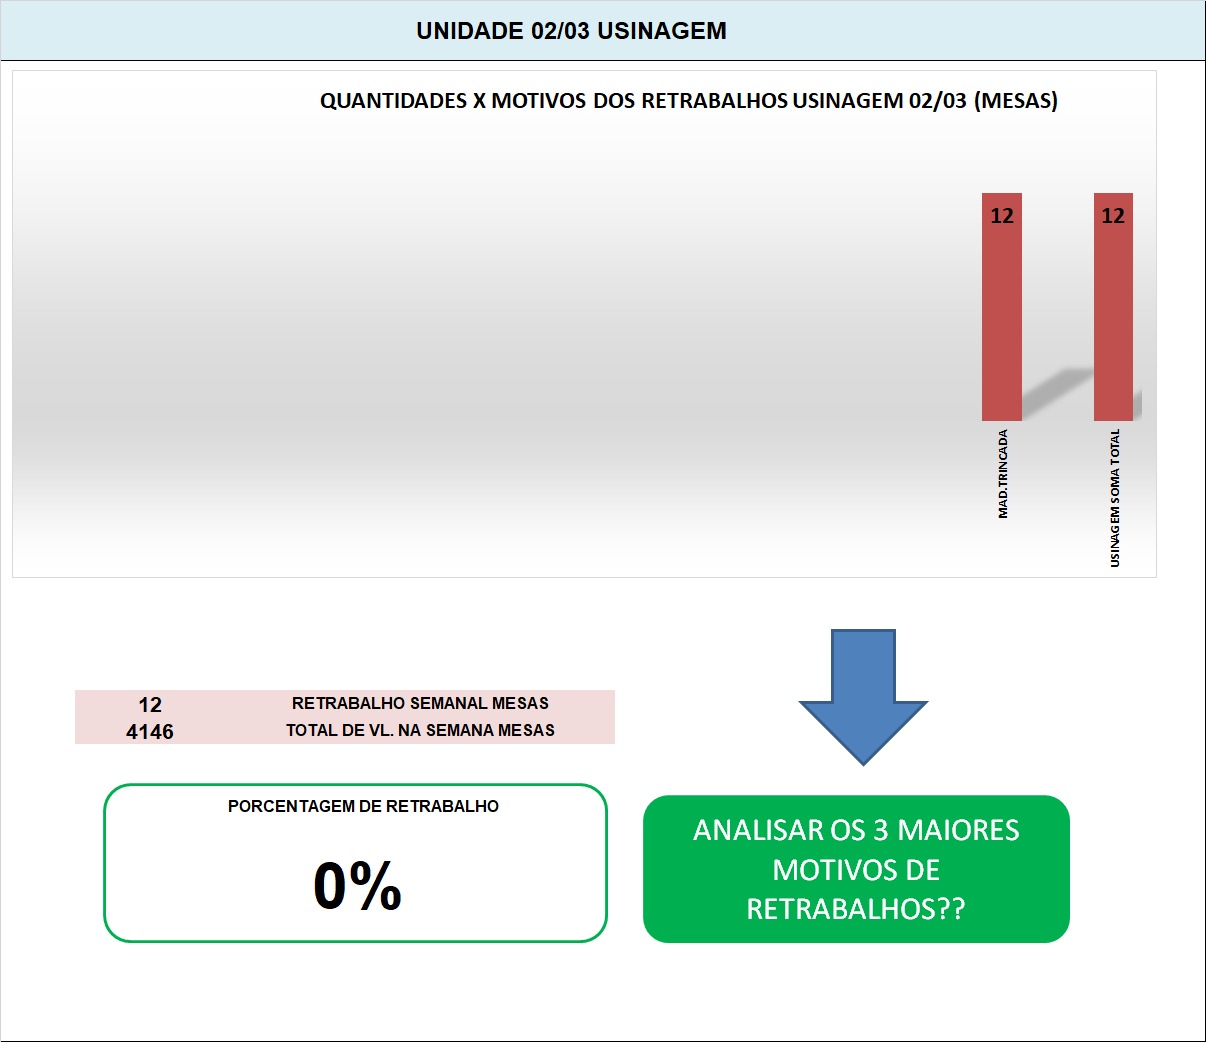 UNIDADE 02/03 USINAGEM
QUANTIDADES X MOTIVOS DOS RETRABALHOS USINAGEM 02/03 (MESAS)
12
12
MAD.TRINCADA
USINAGEM SOMA TOTAL
12 RETRABALHO SEMANAL MESAS
4146 TOTAL DE VL. NA SEMANA MESAS
PORCENTAGEM DE RETRABALHO
0%
ANALISAR OS 3 MAIORES
MOTIVOS DE
RETRABALHOS??